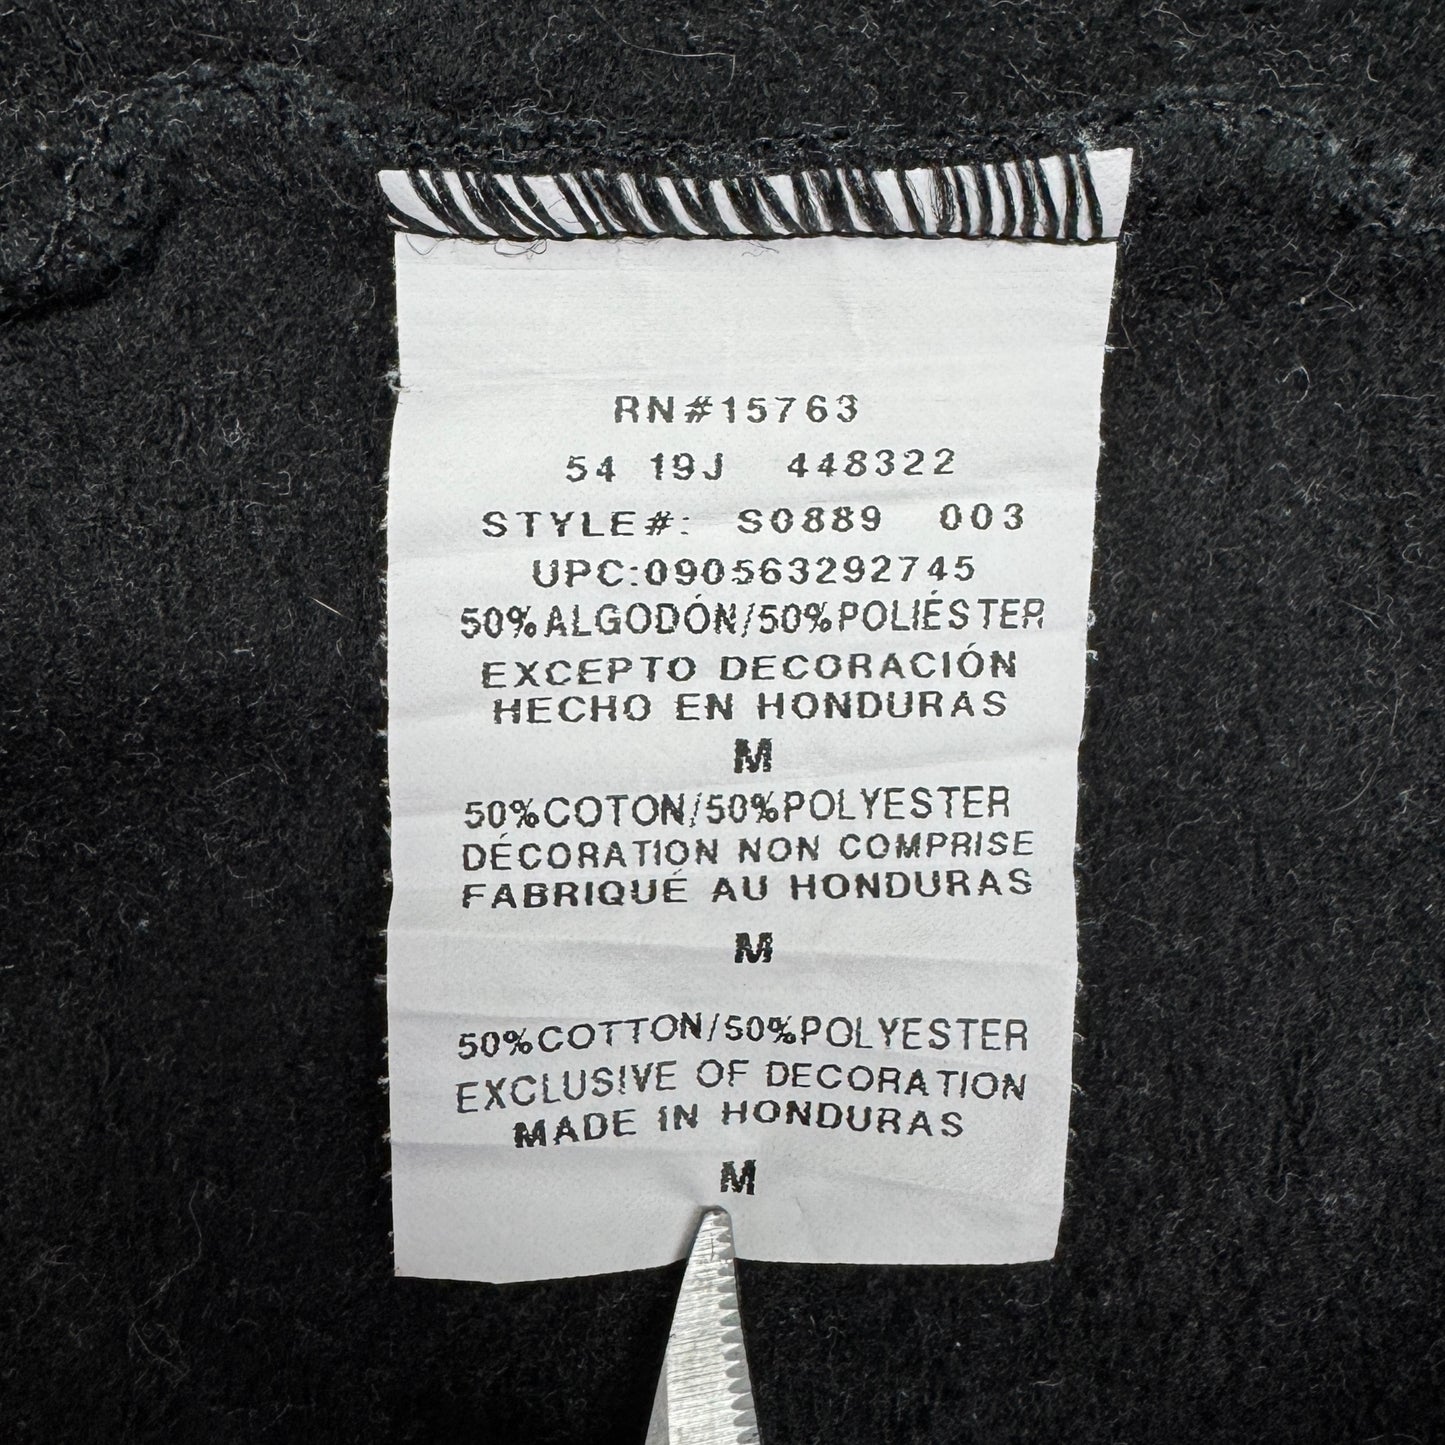 RN#15763
54 19J 448322
STYLE#: S0889 003
UPC:090563292745
50%ALGODÓN/50%POLIÉSTER
EXCEPTO DECORACIÓN
HECHO EN HONDURAS
M
50%COTON/50%POLYESTER
DÉCORATION NON COMPRISE
FABRIQUÉ AU HONDURAS
M
50%COTTON/50%POLYESTER
EXCLUSIVE OF DECORATION
MADE IN HONDURAS
M